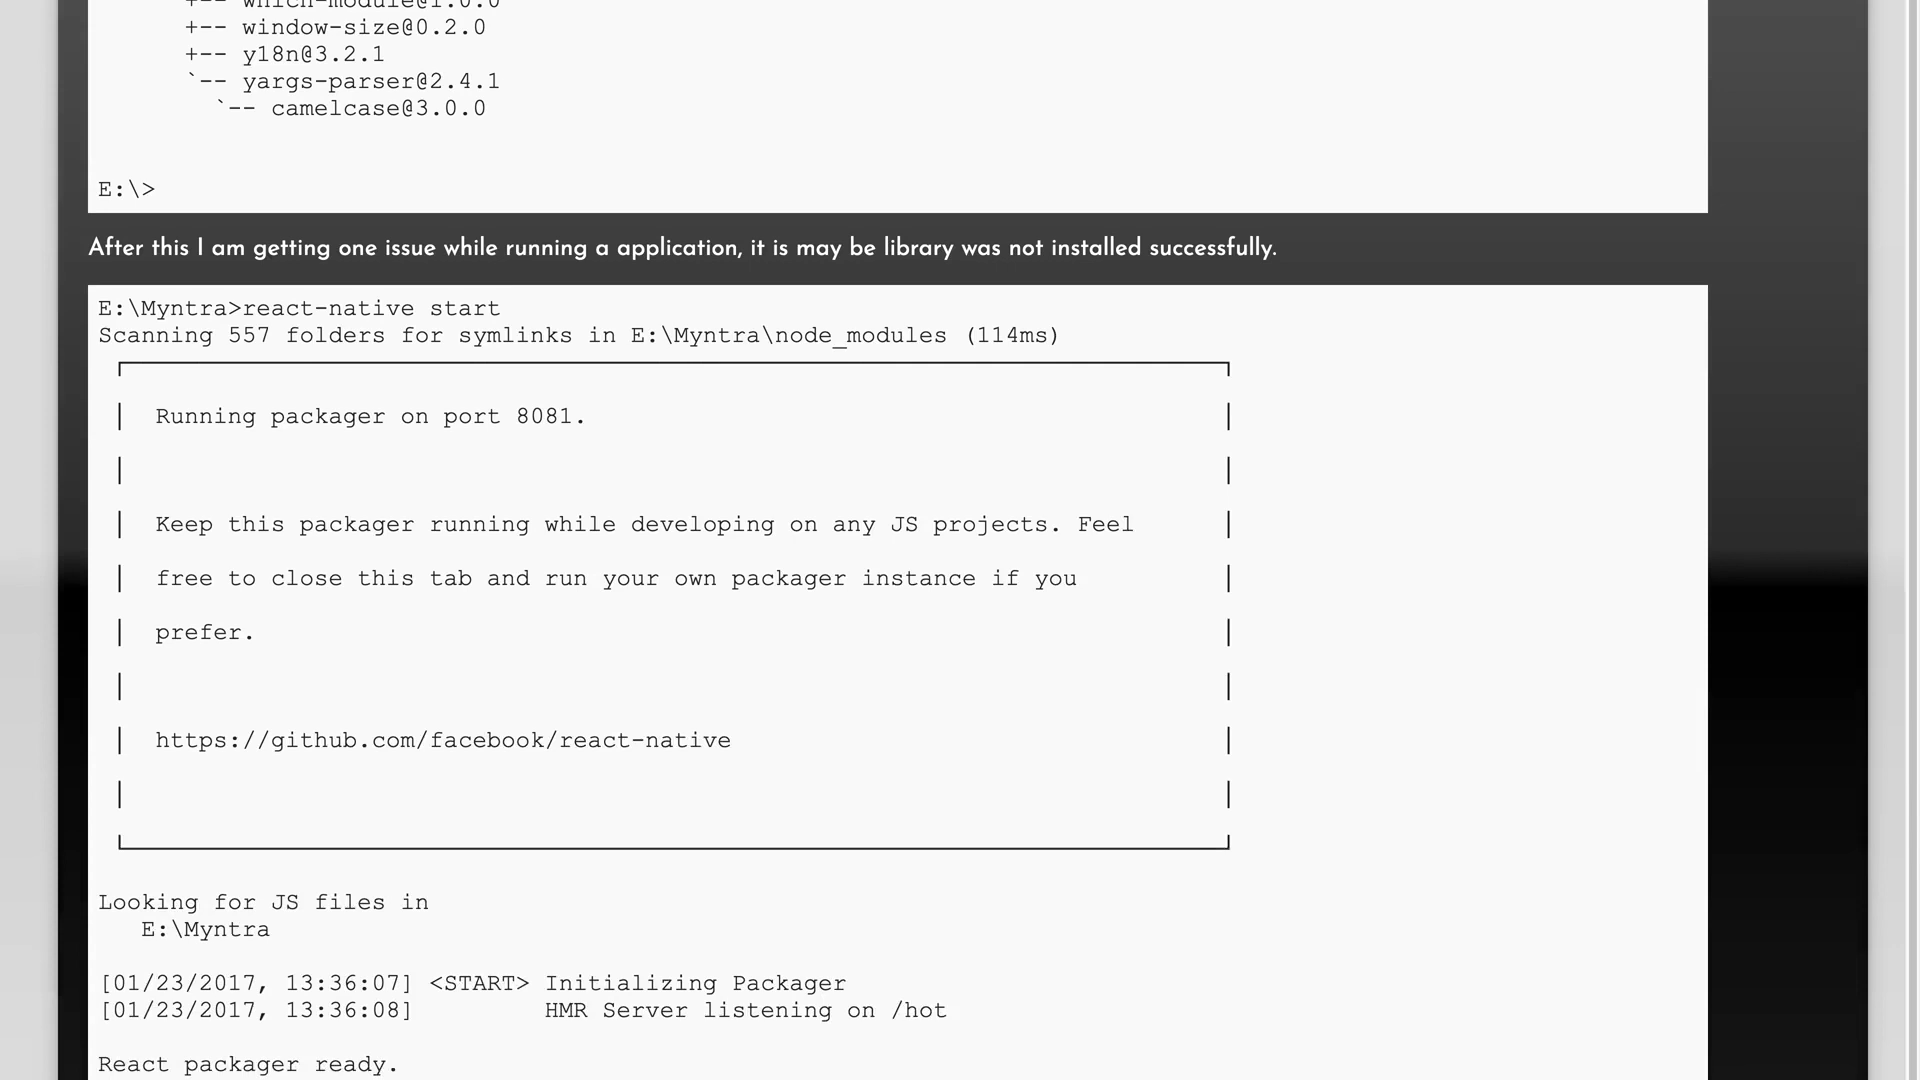 +-- which-module@1.0.0
+-- window-size@0.2.0
+-- y18n@3.2.1
`-- yargs-parser@2.4.1
`-- camelcase@3.0.0
E:\>
After this I am getting one issue while running a application, it is may be library was not installed successfully.
E:\Myntra>react-native start
Scanning 557 folders for symlinks in E:\Myntra\node_modules (114ms)
Running packager on port 8081.
Keep this packager running while developing on any JS projects. Feel
free to close this tab and run your own packager instance if you
prefer.
https://github.com/facebook/react-native
Looking for JS files in
E:\Myntra
[01/23/2017, 13:36:07] <START> Initializing Packager
[01/23/2017, 13:36:08] HMR Server listening on /hot
React packager ready.